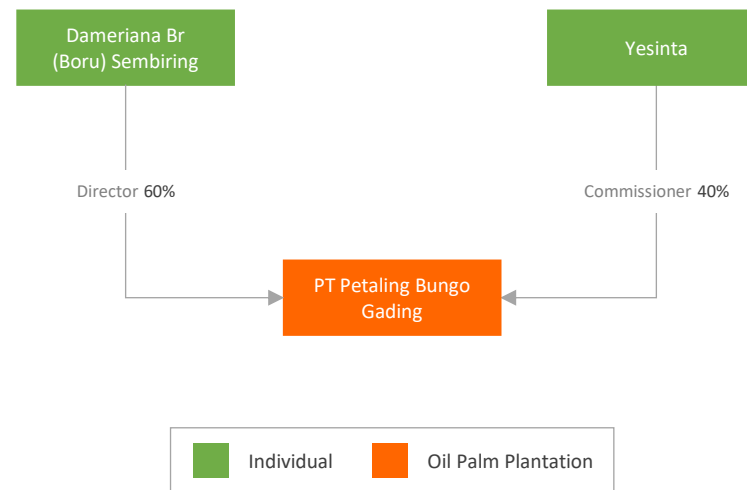 Dameriana Br
(Boru) Sembiring
Yesinta
Director 60%
Commissioner 40%
PT Petaling Bungo
Gading
Individual
Oil Palm Plantation